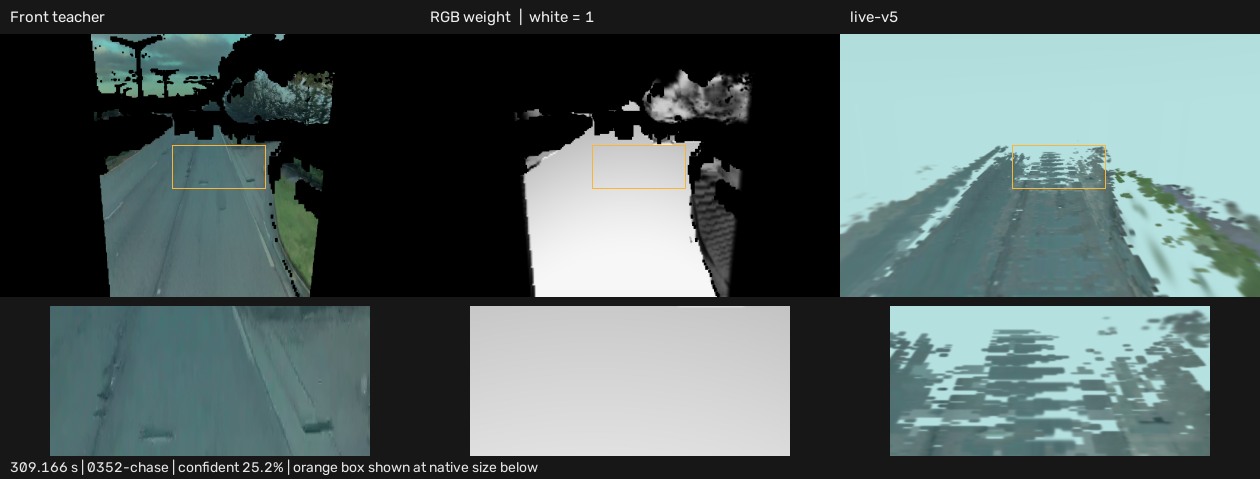 Front teacher
RGB weight | white = 1
live-v5
309.166 s | 0352-chase | confident 25.2% | orange box shown at native size below